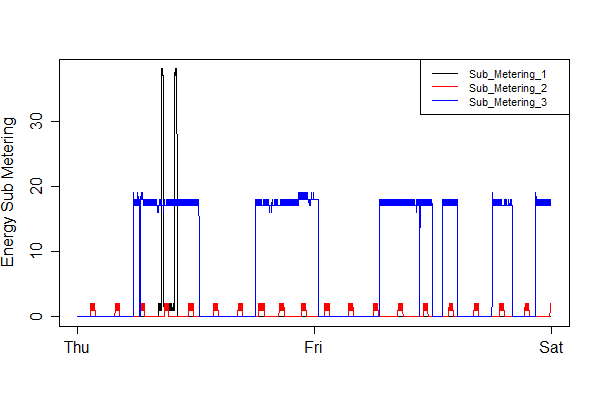 Sub_Metering_1
Sub_Metering_2
Sub_Metering_3
Energy Sub Metering
30
20
10
0
Thu
Fri
Sat